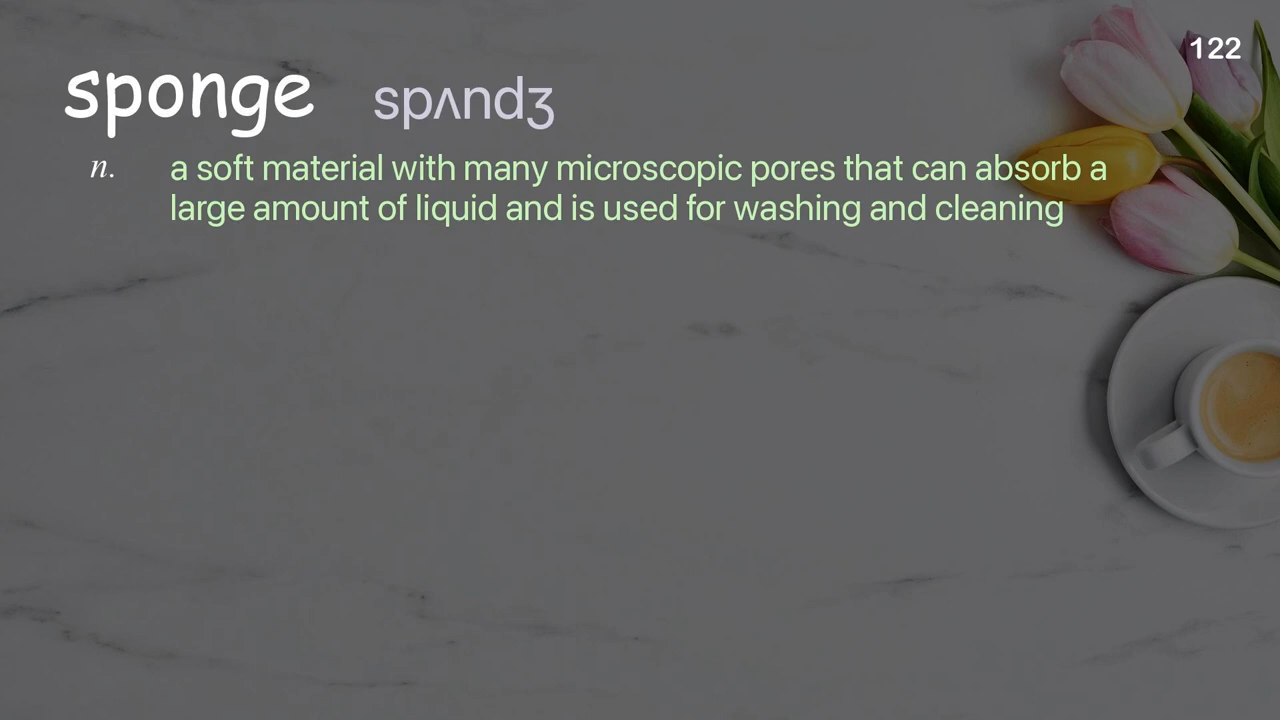 122
sponge spʌndʒ
n. a soft material with many microscopic pores that can absorb a
large amount of liquid and is used for washing and cleaning